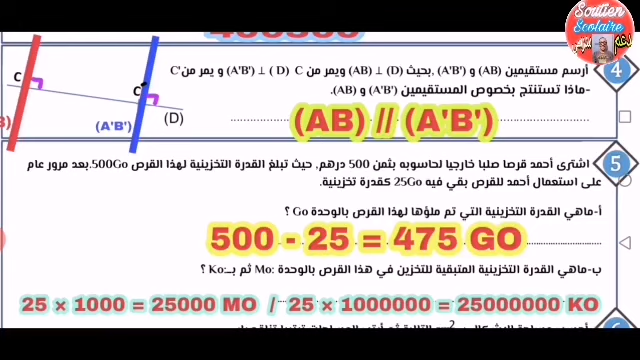 Soutien
Scolaire
4
أرسم مستقيمين (AB) و (A'B') ,بحيث (D) ⊥ (AB) ويمر من C و (D) ⊥ (A'B') و يمر من C'
-ماذا تستنتج بخصوص المستقيمين (A'B') و (AB).
(AB) // (A'B')
C
C'
B)
(A'B')
(D)
5
اشترى أحمد قرصا صلبا خارجيا لحاسوبه بثمن 500 درهم, حيث تبلغ القدرة التخزينية لهذا القرص 500Go.بعد مرور عام
على استعمال أحمد للقرص بقي فيه 25Go كقدرة تخزينية.
أ-ماهي القدرة التخزينية التي تم ملؤها لهذا القرص بالوحدة Go ؟
500 - 25 = 475 GO
ب-ماهي القدرة التخزينية المتبقية للتخزين في هذا القرص بالوحدة :Mo ثم بــ:Ko ؟
25 × 1000 = 25000 MO / 25 × 1000000 = 25000000 KO